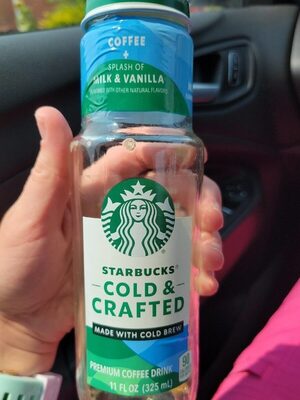 COFFEE
+
SPLASH OF
MILK & VANILLA
FLAVORED WITH OTHER NATURAL FLAVORS
STARBUCKS®
COLD &
CRAFTED
MADE WITH COLD BREW
90
PREMIUM COFFEE DRINK
11 FL OZ (325 mL)